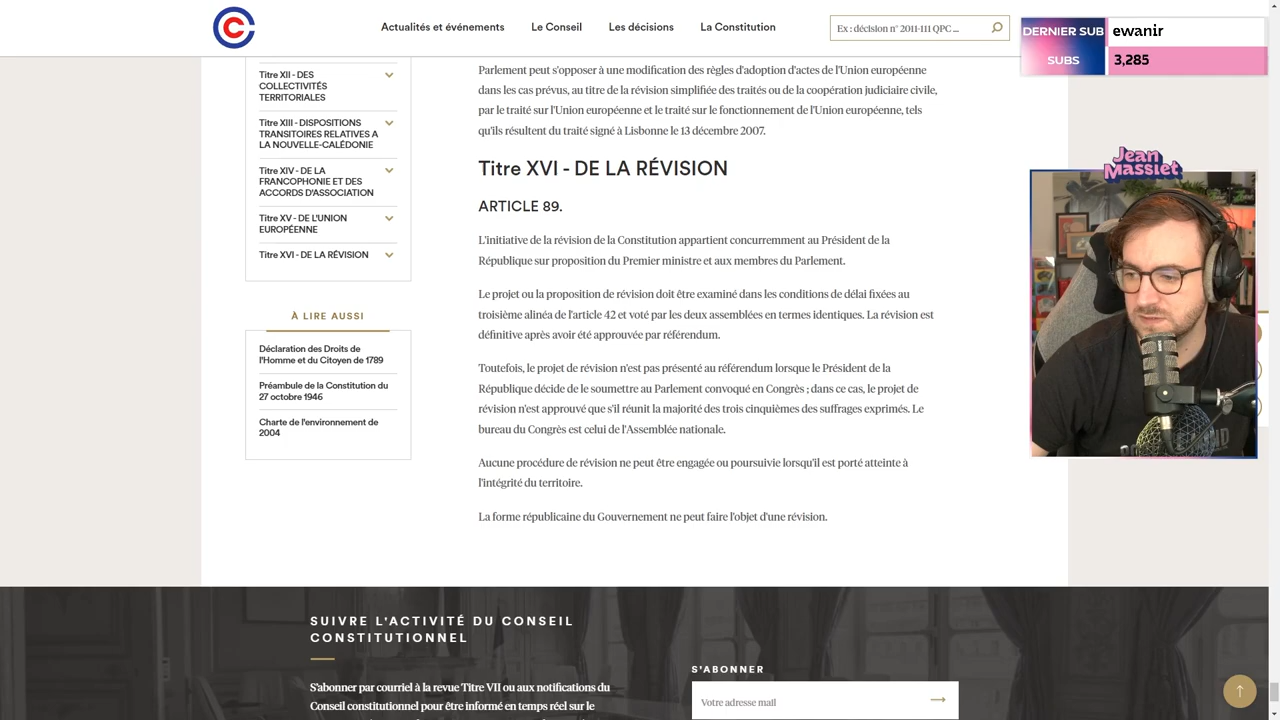 Actualités et événements
Le Conseil
Les décisions
La Constitution
Ex : décision n° 2011-111 QPC ...
DERNIER SUB
ewanir
SUBS
3,285
Jean
Massiet
Titre XII - DES
COLLECTIVITÉS
TERRITORIALES
Titre XIII - DISPOSITIONS
TRANSITOIRES RELATIVES A
LA NOUVELLE-CALÉDONIE
Titre XIV - DE LA
FRANCOPHONIE ET DES
ACCORDS D'ASSOCIATION
Titre XV - DE L'UNION
EUROPÉENNE
Titre XVI - DE LA RÉVISION
À LIRE AUSSI
Déclaration des Droits de
l'Homme et du Citoyen de 1789
Préambule de la Constitution du
27 octobre 1946
Charte de l'environnement de
2004
Parlement peut s'opposer à une modification des règles d'adoption d'actes de l'Union européenne
dans les cas prévus, au titre de la révision simplifiée des traités ou de la coopération judiciaire civile,
par le traité sur l'Union européenne et le traité sur le fonctionnement de l'Union européenne, tels
qu'ils résultent du traité signé à Lisbonne le 13 décembre 2007.
Titre XVI - DE LA RÉVISION
ARTICLE 89.
L'initiative de la révision de la Constitution appartient concurremment au Président de la
République sur proposition du Premier ministre et aux membres du Parlement.
Le projet ou la proposition de révision doit être examiné dans les conditions de délai fixées au
troisième alinéa de l'article 42 et voté par les deux assemblées en termes identiques. La révision est
définitive après avoir été approuvée par référendum.
Toutefois, le projet de révision n'est pas présenté au référendum lorsque le Président de la
République décide de le soumettre au Parlement convoqué en Congrès ; dans ce cas, le projet de
révision n'est approuvé que s'il réunit la majorité des trois cinquièmes des suffrages exprimés. Le
bureau du Congrès est celui de l'Assemblée nationale.
Aucune procédure de révision ne peut être engagée ou poursuivie lorsqu'il est porté atteinte à
l'intégrité du territoire.
La forme républicaine du Gouvernement ne peut faire l'objet d'une révision.
SUIVRE L'ACTIVITÉ DU CONSEIL
CONSTITUTIONNEL
S'abonner par courriel à la revue Titre VII ou aux notifications du
Conseil constitutionnel pour être informé en temps réel sur le
S'ABONNER
Votre adresse mail